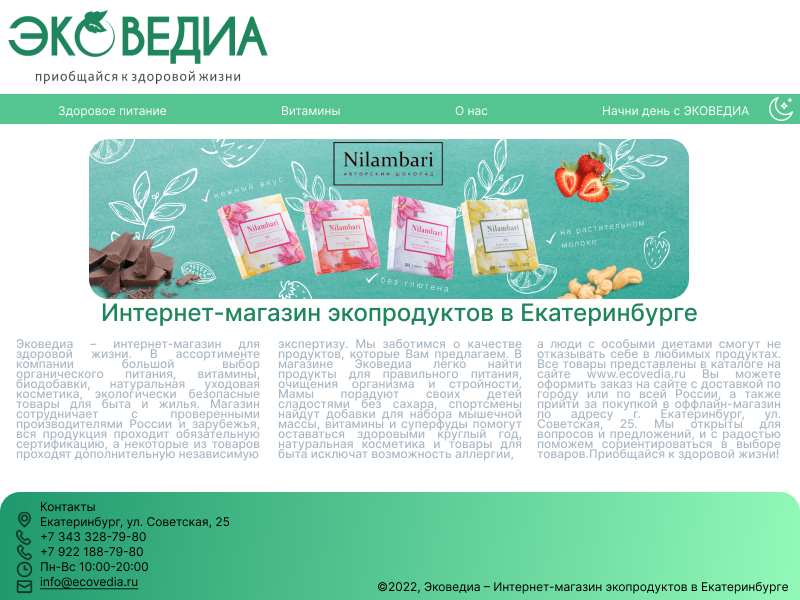 ЭКОВЕДИА
приобщайся к здоровой жизни
Здоровое питание
Витамины
О нас
Начни день с ЭКОВЕДИА
Nilambari
АВТОРСКИЙ ШОКОЛАД
нежный вкус
на растительном
молоке
без глютена
Nilambari
Nilambari
Nilambari
Nilambari
Интернет-магазин экопродуктов в Екатеринбурге
Эковедиа – интернет-магазин для
здоровой жизни. В ассортименте
компании большой выбор
органического питания, витамины,
биодобавки, натуральная уходовая
косметика, экологически безопасные
товары для быта и жилья. Магазин
сотрудничает с проверенными
производителями России и зарубежья,
вся продукция проходит обязательную
сертификацию, а некоторые из товаров
проходят дополнительную независимую
экспертизу. Мы заботимся о качестве
продуктов, которые Вам предлагаем. В
магазине Эковедиа легко найти
продукты для правильного питания,
очищения организма и стройности.
Мамы порадуют своих детей
сладостями без сахара, спортсмены
найдут добавки для набора мышечной
массы, витамины и суперфуды помогут
оставаться здоровыми круглый год,
натуральная косметика и товары для
быта исключат возможность аллергии,
а люди с особыми диетами смогут не
отказывать себе в любимых продуктах.
Все товары представлены в каталоге на
сайте www.ecovedia.ru Вы можете
оформить заказ на сайте с доставкой по
городу или по всей России, а также
прийти за покупкой в оффлайн-магазин
по адресу г. Екатеринбург, ул.
Советская, 25. Мы открыты для
вопросов и предложений, и с радостью
поможем сориентироваться в выборе
товаров.Приобщайся к здоровой жизни!
Контакты
Екатеринбург, ул. Советская, 25
+7 343 328-79-80
+7 922 188-79-80
Пн-Вс 10:00-20:00
info@ecovedia.ru
©2022, Эковедиа – Интернет-магазин экопродуктов в Екатеринбурге